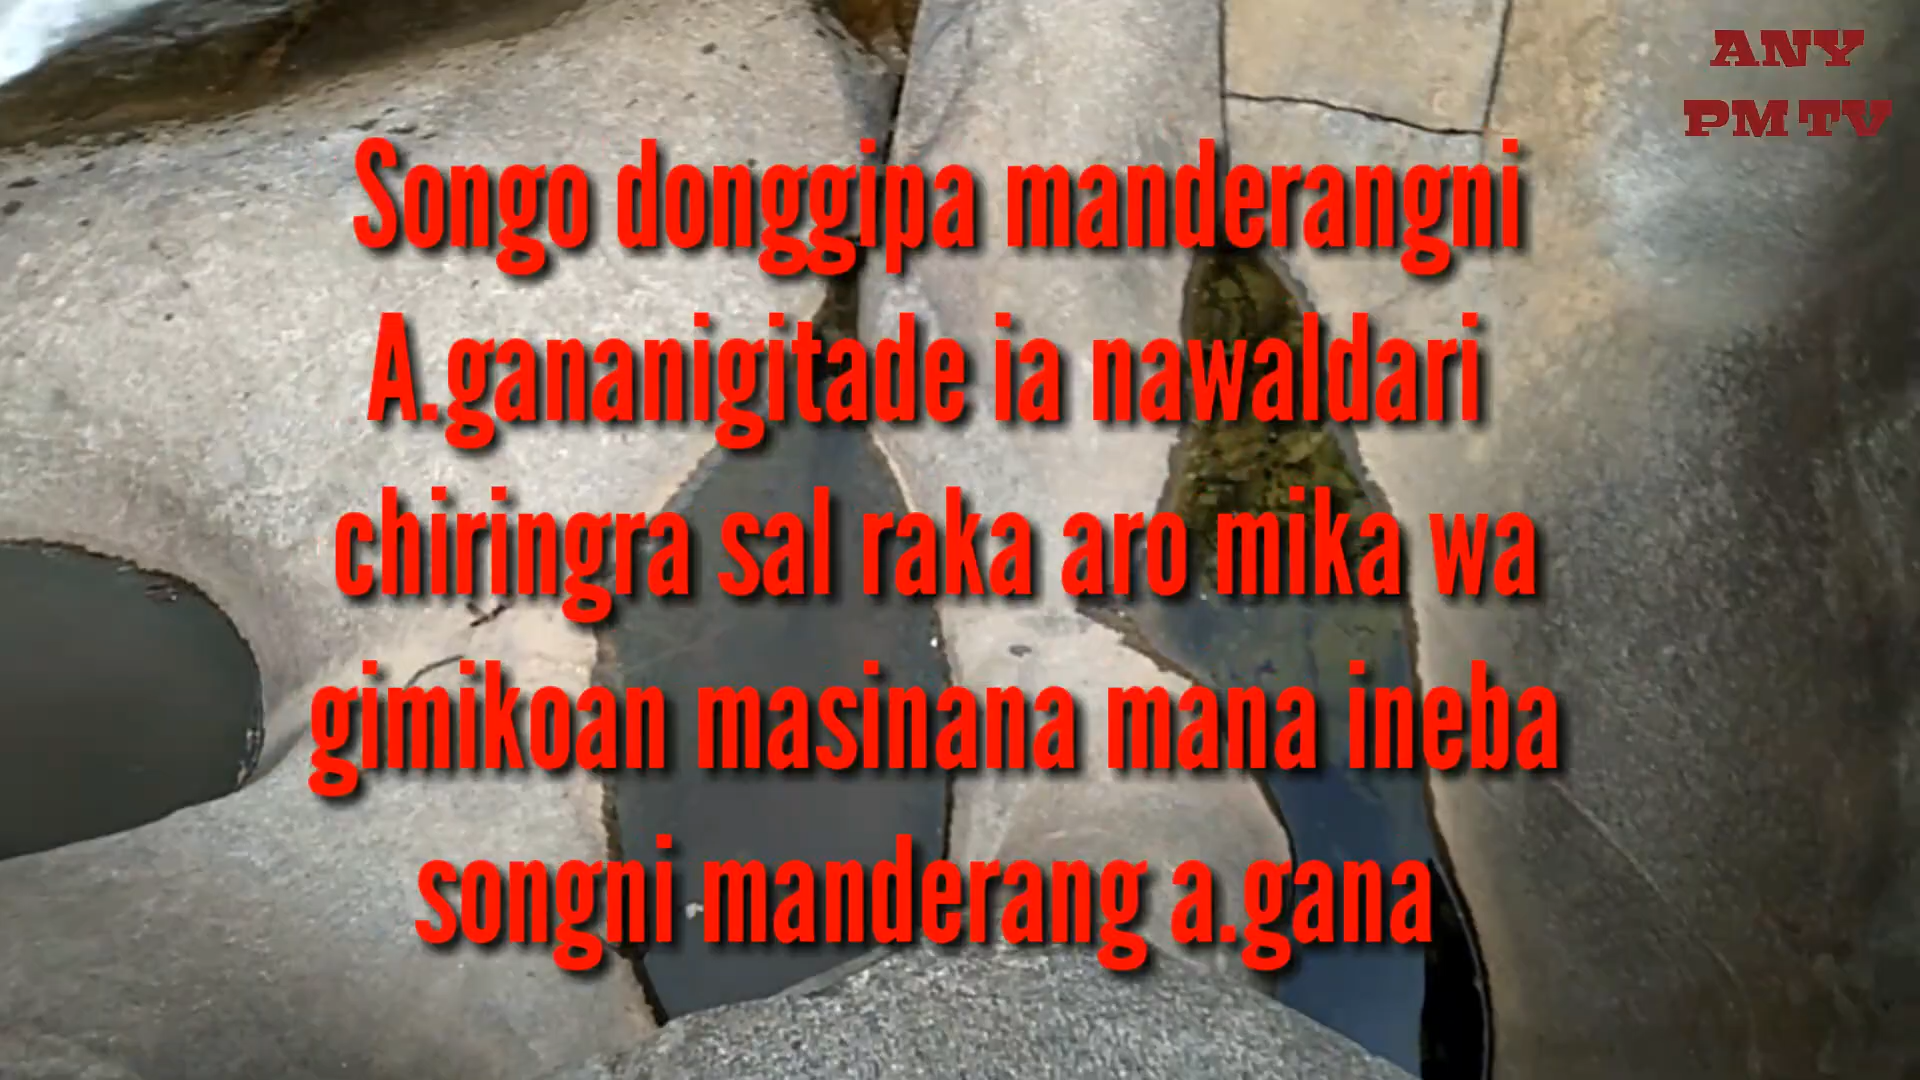 ANY
PM TV
Songo donggipa manderangni
A.gananigitade ia nawaldari
chiringra sal raka aro mika wa
gimikoan masinana mana ineba
songni manderang a.gana